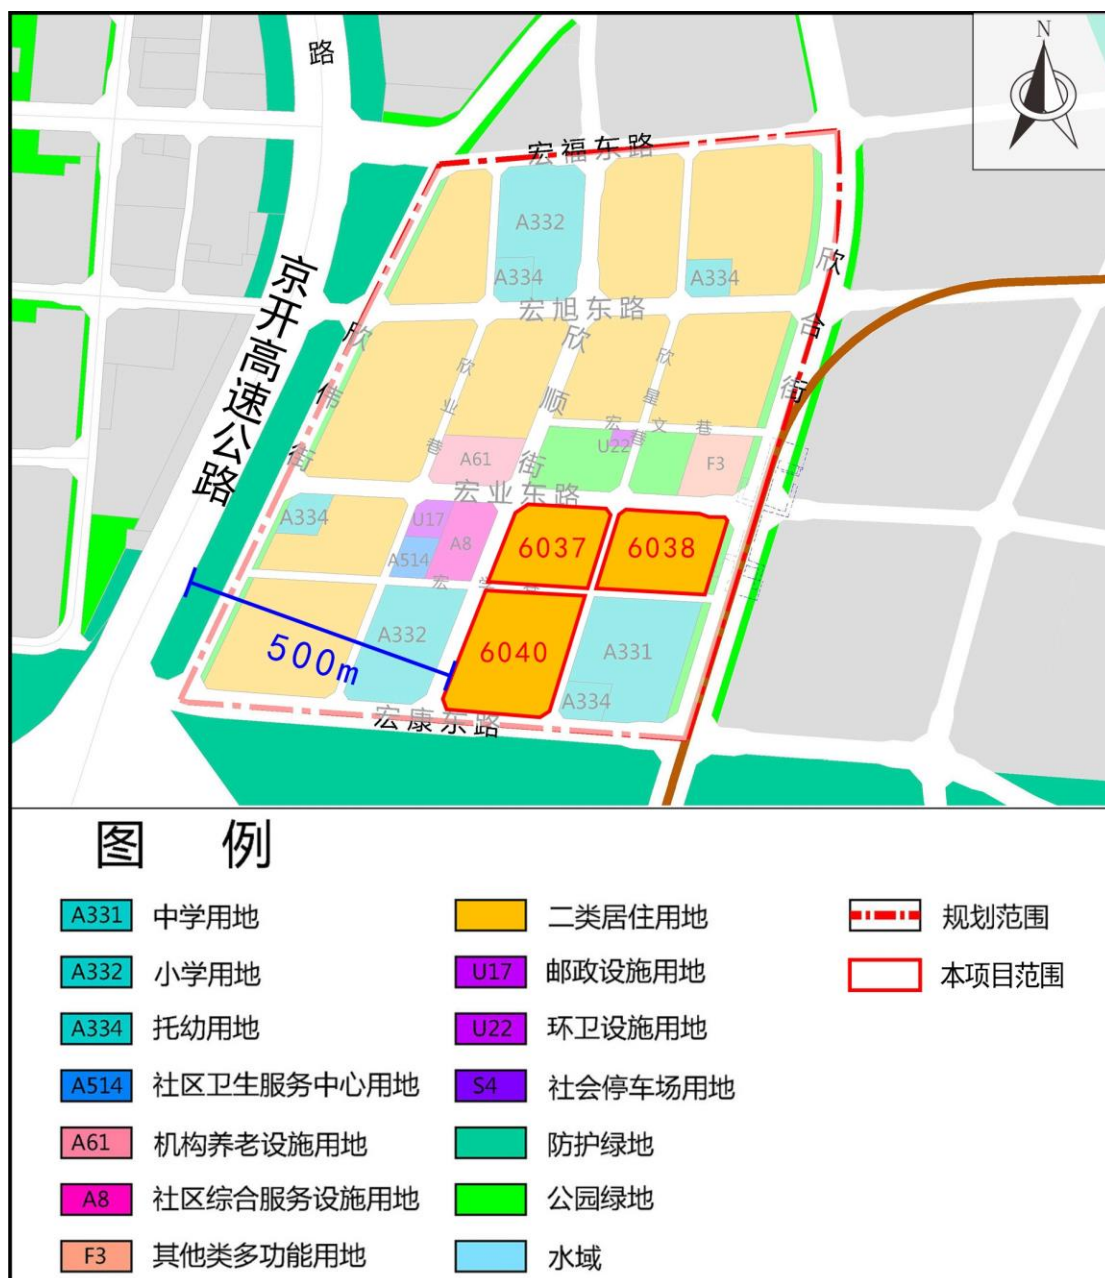 N
路
宏福东路
A332
A334
A334
宏旭东路
京开高速公路
欣伟街
欣业巷
欣顺街
欣星巷
欣合街
宏文巷
U22
A61
F3
宏业东路
A334
U17
A8
A514
6037
6038
宏学巷
A332
6040
A331
A334
500m
宏康东路
图 例
A331 中学用地
A332 小学用地
A334 托幼用地
A514 社区卫生服务中心用地
A61 机构养老设施用地
A8 社区综合服务设施用地
F3 其他类多功能用地
二类居住用地
U17 邮政设施用地
U22 环卫设施用地
S4 社会停车场用地
防护绿地
公园绿地
水域
规划范围
本项目范围